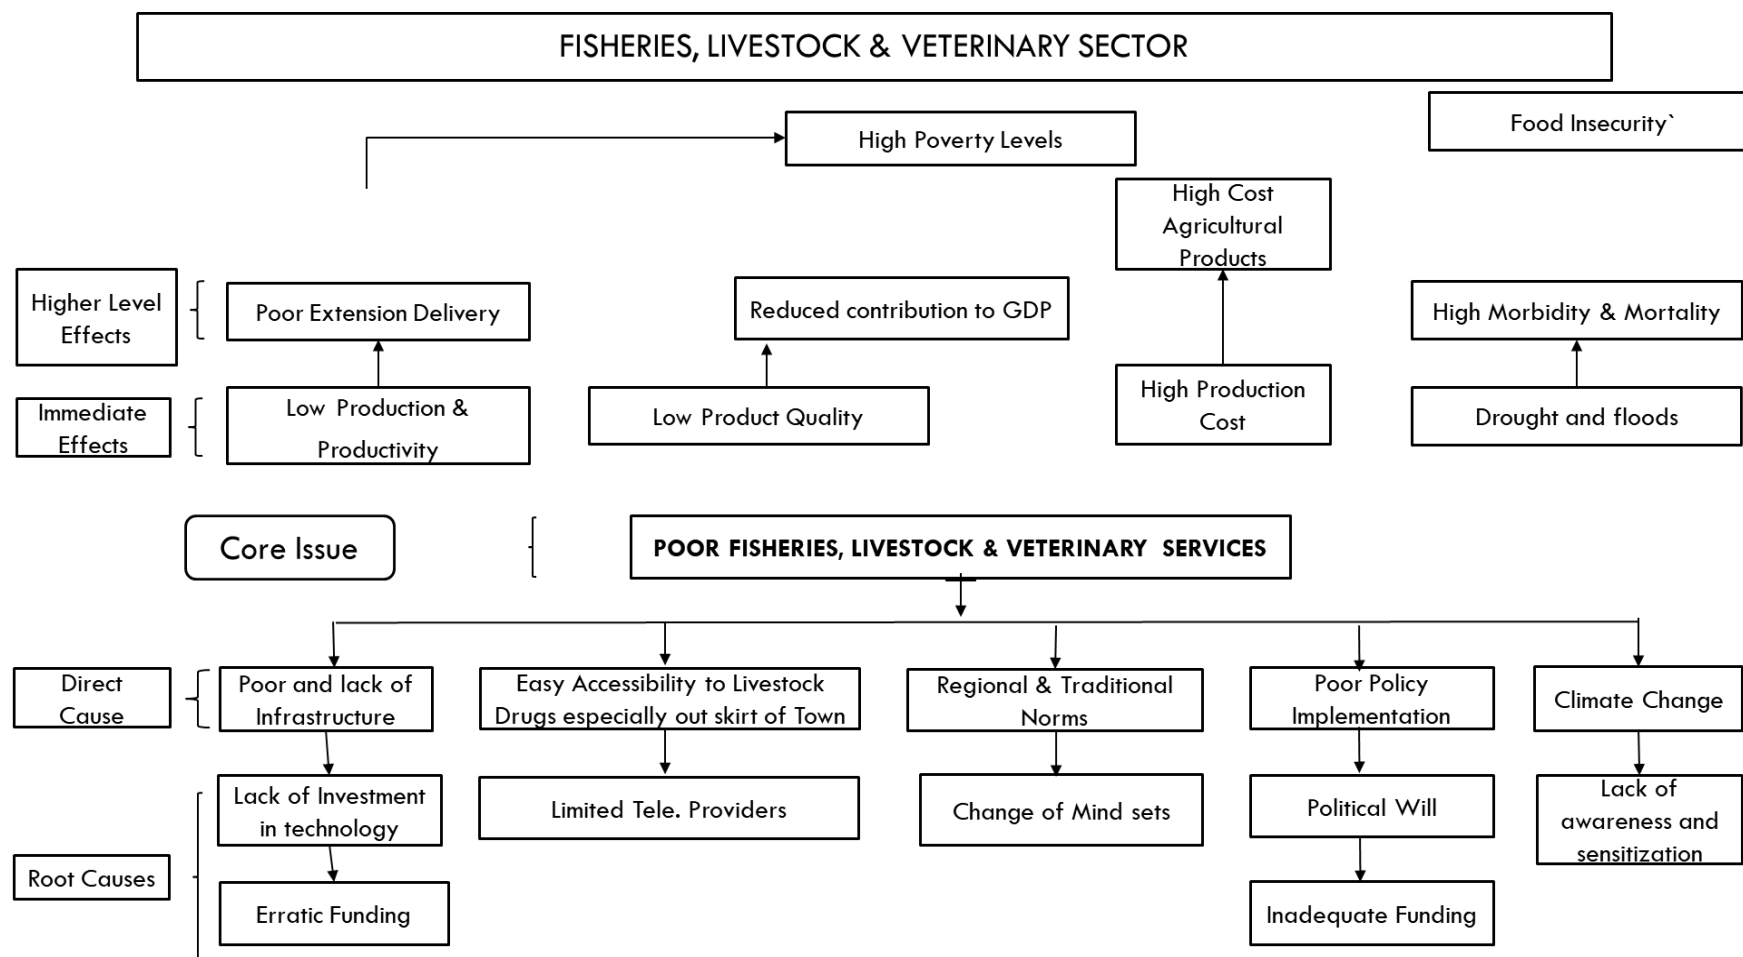 FISHERIES, LIVESTOCK & VETERINARY SECTOR
High Poverty Levels
Food Insecurity`
High Cost
Agricultural
Products
Higher Level
Effects
Poor Extension Delivery
Reduced contribution to GDP
High Morbidity & Mortality
Immediate
Effects
Low Production &
Productivity
Low Product Quality
High Production
Cost
Drought and floods
Core Issue
POOR FISHERIES, LIVESTOCK & VETERINARY SERVICES
Direct
Cause
Poor and lack of
Infrastructure
Easy Accessibility to Livestock
Drugs especially out skirt of Town
Regional & Traditional
Norms
Poor Policy
Implementation
Climate Change
Root Causes
Lack of Investment
in technology
Limited Tele. Providers
Change of Mind sets
Political Will
Lack of
awareness and
sensitization
Erratic Funding
Inadequate Funding